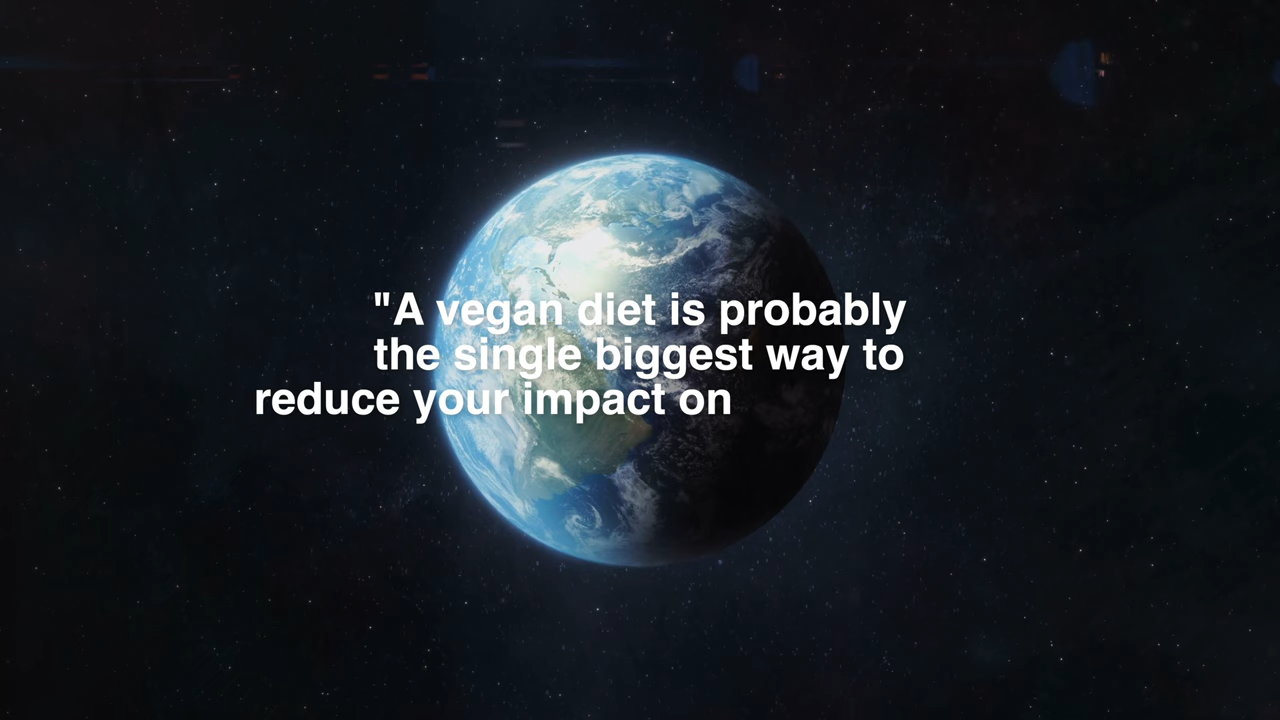 "A vegan diet is probably
the single biggest way to
reduce your impact on